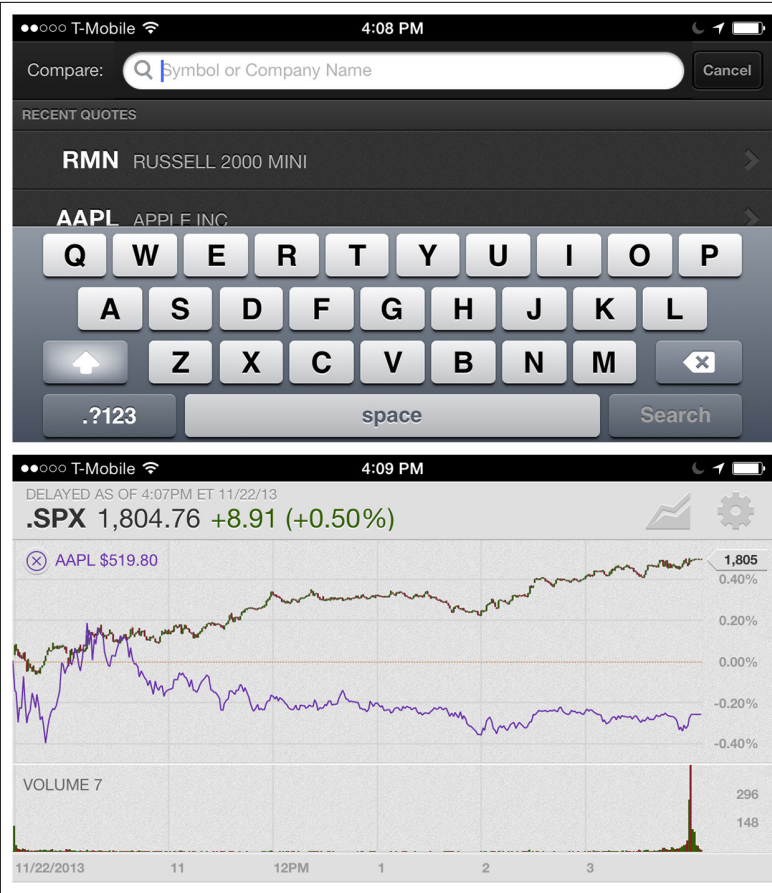 T-Mobile 4:08 PM
Compare: Symbol or Company Name Cancel
RECENT QUOTES
RMN RUSSELL 2000 MINI
AAPL APPLE INC
Q W E R T Y U I O P
A S D F G H J K L
Z X C V B N M
.?123 space Search
T-Mobile 4:09 PM
DELAYED AS OF 4:07PM ET 11/22/13
.SPX 1,804.76 +8.91 (+0.50%)
AAPL $519.80
1,805
0.40%
0.20%
0.00%
-0.20%
-0.40%
VOLUME 7
296
148
11/22/2013 11 12PM 1 2 3